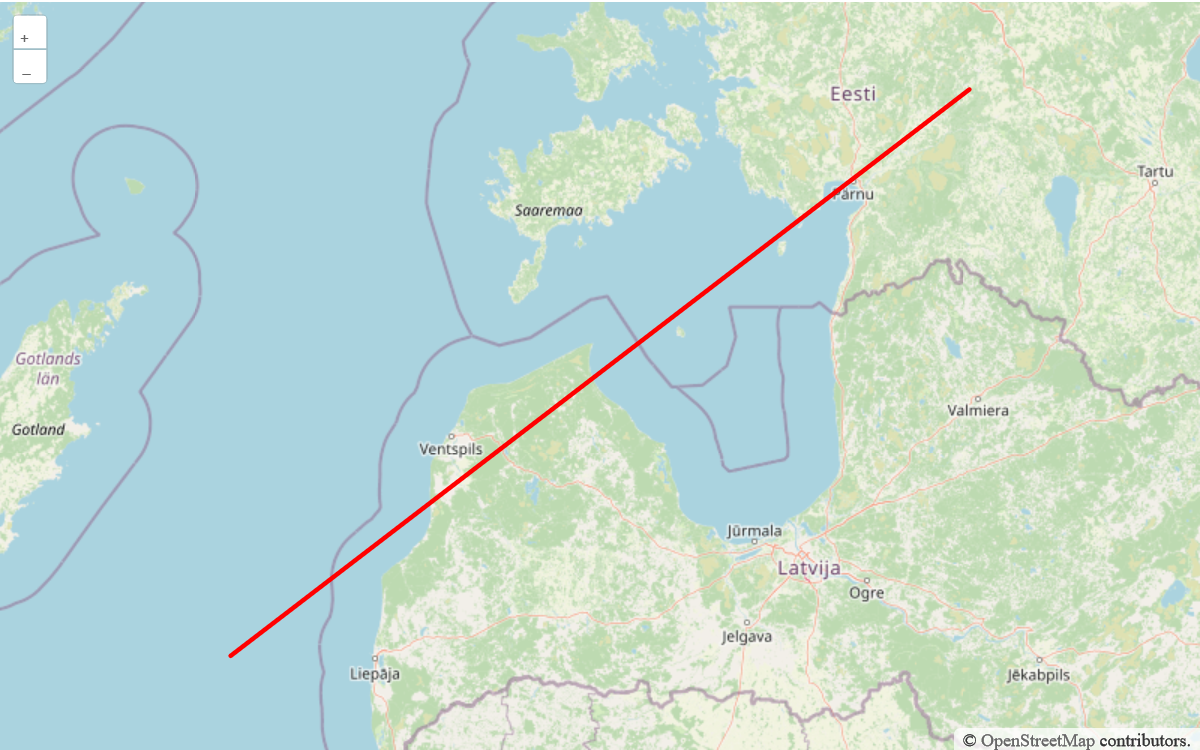 +
–
Eesti
Tartu
Pärnu
Saaremaa
Gotlands
län
Gotland
Valmiera
Ventspils
Jūrmala
Latvija
Ogre
Jelgava
Liepāja
Jēkabpils
© OpenStreetMap contributors.